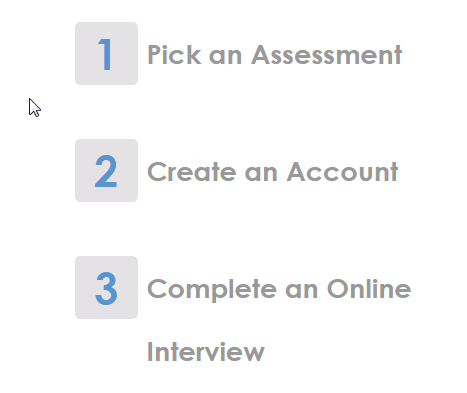 1 Pick an Assessment
2 Create an Account
3 Complete an Online
Interview